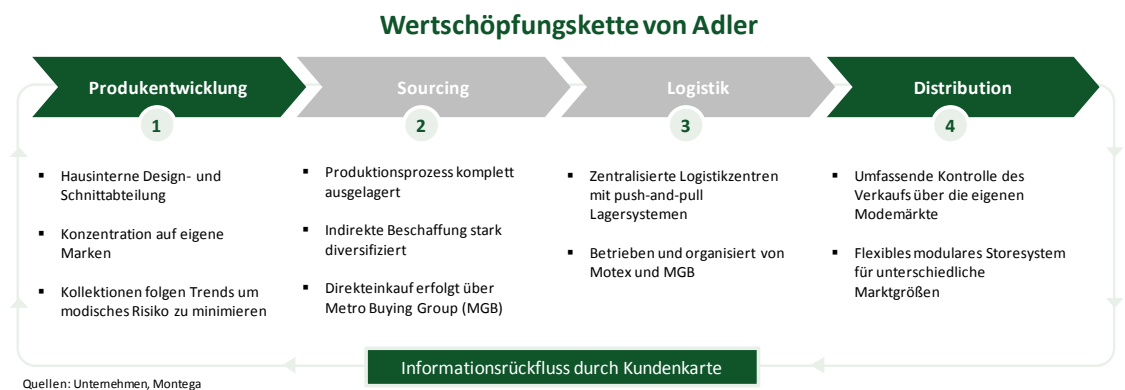 Wertschöpfungskette von Adler
Produkentwicklung
Sourcing
Logistik
Distribution
1
2
3
4
▪ Hausinterne Design- und
Schnittabteilung
▪ Konzentration auf eigene
Marken
▪ Kollektionen folgen Trends um
modisches Risiko zu minimieren
▪ Produktionsprozess komplett
ausgelagert
▪ Indirekte Beschaffung stark
diversifiziert
▪ Direkteinkauf erfolgt über
Metro Buying Group (MGB)
▪ Zentralisierte Logistikzentren
mit push-and-pull
Lagersystemen
▪ Betrieben und organisiert von
Motex und MGB
▪ Umfassende Kontrolle des
Verkaufs über die eigenen
Modemärkte
▪ Flexibles modulares Storesystem
für unterschiedliche
Marktgrößen
Informationsrückfluss durch Kundenkarte
Quellen: Unternehmen, Montega